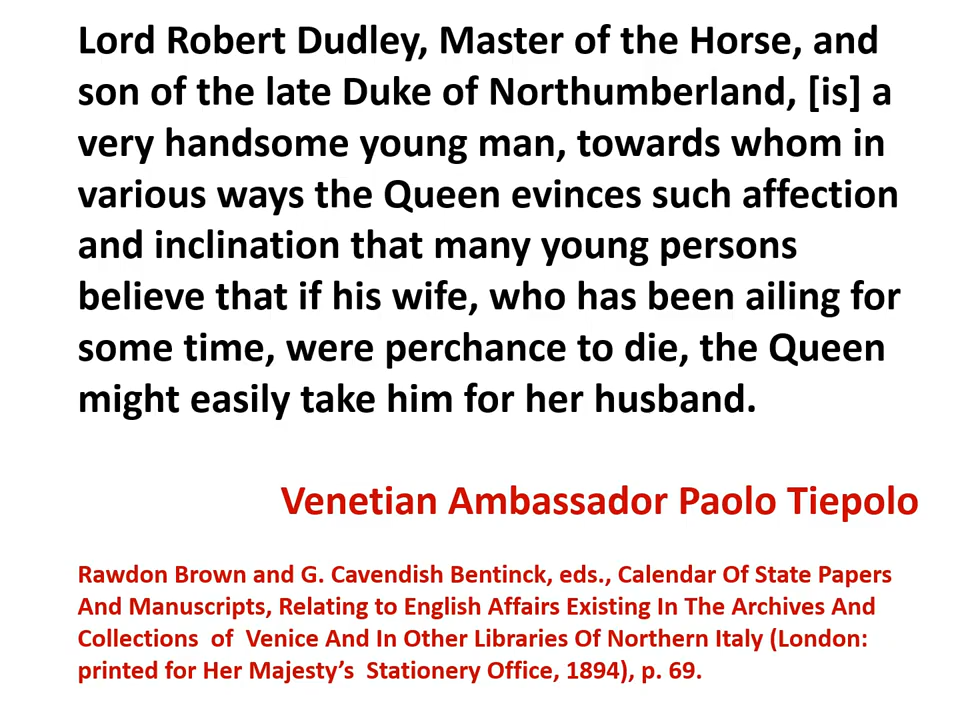 Lord Robert Dudley, Master of the Horse, and
son of the late Duke of Northumberland, [is] a
very handsome young man, towards whom in
various ways the Queen evinces such affection
and inclination that many young persons
believe that if his wife, who has been ailing for
some time, were perchance to die, the Queen
might easily take him for her husband.
Venetian Ambassador Paolo Tiepolo
Rawdon Brown and G. Cavendish Bentinck, eds., Calendar Of State Papers
And Manuscripts, Relating to English Affairs Existing In The Archives And
Collections of Venice And In Other Libraries Of Northern Italy (London:
printed for Her Majesty’s Stationery Office, 1894), p. 69.